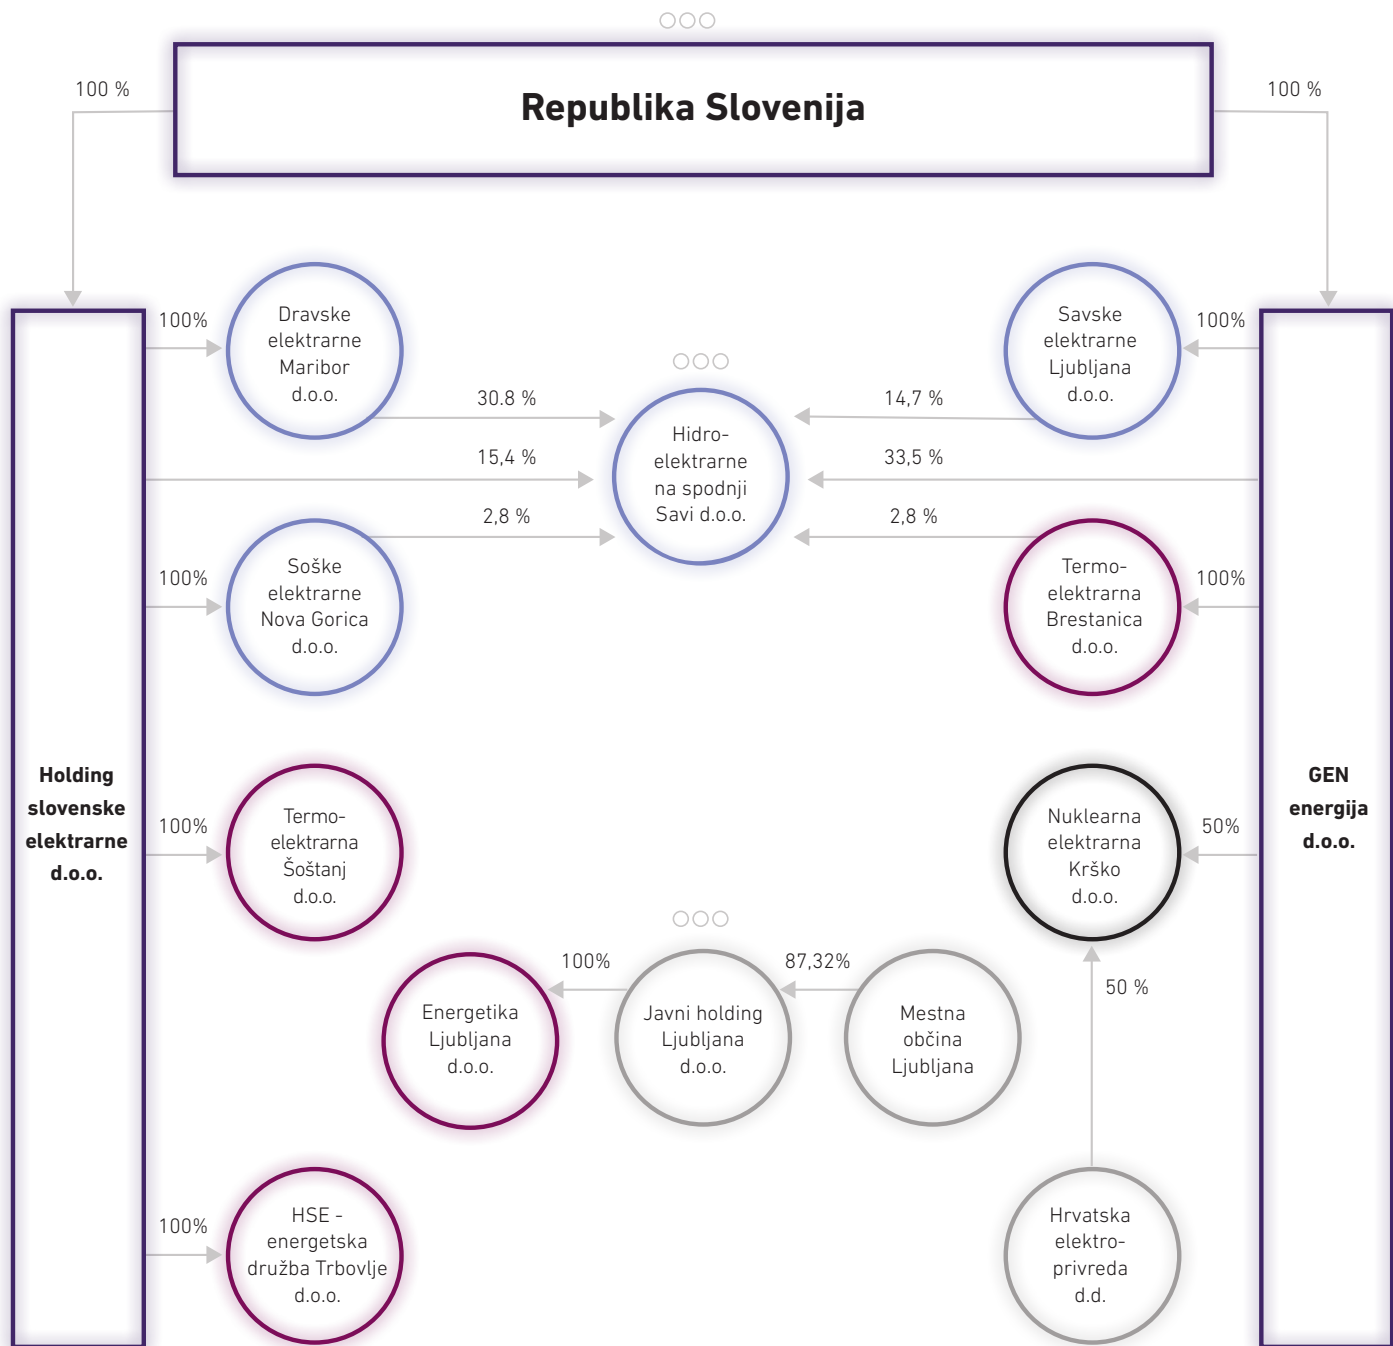 Republika Slovenija
100 %
100 %
Holding
slovenske
elektrarne
d.o.o.
100%
Dravske
elektrarne
Maribor
d.o.o.
30.8 %
15,4 %
100%
Soške
elektrarne
Nova Gorica
d.o.o.
2,8 %
Hidro-
elektrarne
na spodnji
Savi d.o.o.
14,7 %
33,5 %
2,8 %
Savske
elektrarne
Ljubljana
d.o.o.
100%
Termo-
elektrarna
Brestanica
d.o.o.
100%
GEN
energija
d.o.o.
100%
Termo-
elektrarna
Šoštanj
d.o.o.
Nuklearna
elektrarna
Krško
d.o.o.
50%
50 %
Energetika
Ljubljana
d.o.o.
100%
Javni holding
Ljubljana
d.o.o.
87,32%
Mestna
občina
Ljubljana
100%
HSE -
energetska
družba Trbovlje
d.o.o.
Hrvatska
elektro-
privreda
d.d.